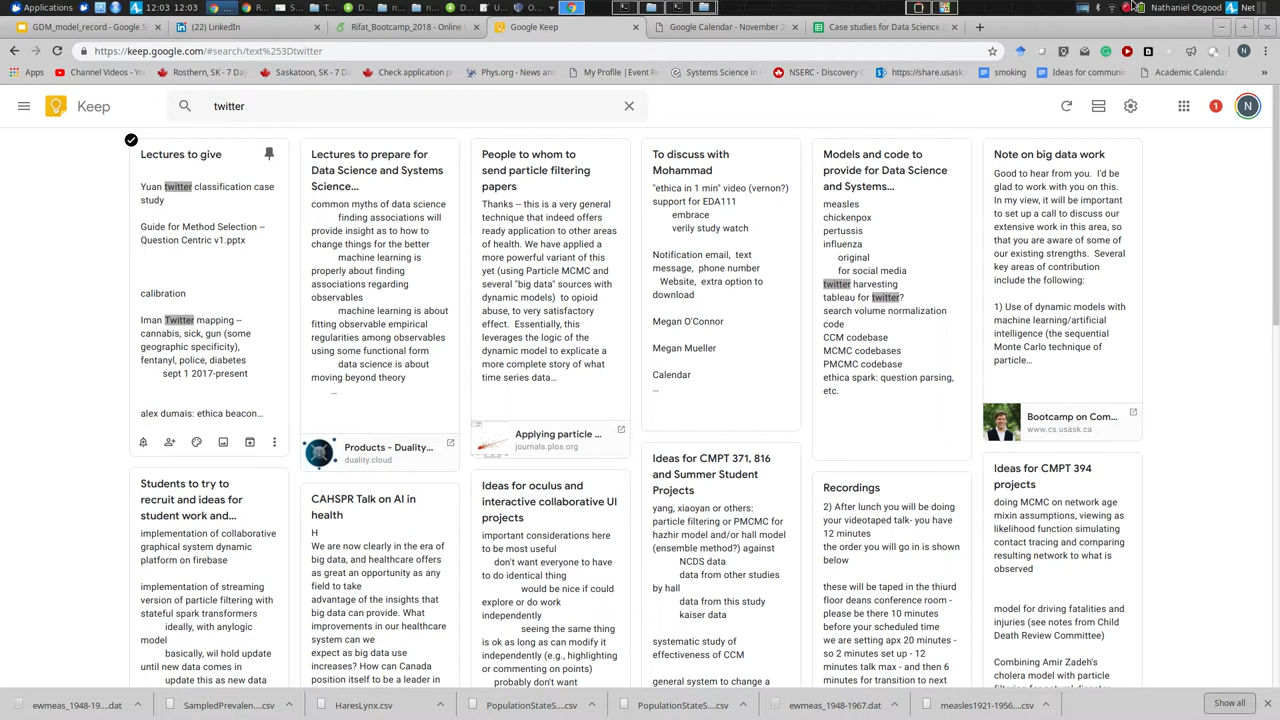 Applications
12:03 12:03
Nathaniel Osgood
Net
GDM_model_record - Google S
(22) LinkedIn
Rifat_Bootcamp_2018 - Online
Google Keep
Google Calendar - November 2
Case studies for Data Science a
https://keep.google.com/#search/text%253Dtwitter
Apps
Channel Videos - Yo
Rosthern, SK - 7 Day
Saskatoon, SK - 7 D
Check application p
Phys.org - News an
My Profile | Event R
Systems Science in
NSERC - Discovery
https://share.usask
smoking
Ideas for communic
Academic Calendar
Keep
twitter
1
N
Lectures to give
Yuan twitter classification case
study
Guide for Method Selection --
Question Centric v1.pptx
calibration
Iman Twitter mapping --
cannabis, sick, gun (some
geographic specificity),
fentanyl, police, diabetes
sept 1 2017-present
alex dumais: ethica beacon…
Students to try to
recruit and ideas for
student work and…
implementation of collaborative
graphical system dynamic
platform on firebase
implementation of streaming
version of particle filtering with
stateful spark transformers
ideally, with anylogic
model
basically, wil hold update
until new data comes in
update this as new data
Lectures to prepare for
Data Science and Systems
Science…
common myths of data science
finding associations will
provide insight as to how to
change things for the better
machine learning is
properly about finding
associations regarding
observables
machine learning is about
fitting observable empirical
regularities among observables
using some functional form
data science is about
moving beyond theory
…
Products - Duality…
duality.cloud
CAHSPR Talk on AI in
health
H
We are now clearly in the era of
big data, and healthcare offers
as great an opportunity as any
field to take
advantage of the insights that
big data can provide. What
improvements in our healthcare
system can we
expect as big data use
increases? How can Canada
position itself to be a leader in
People to whom to
send particle filtering
papers
Thanks -- this is a very general
technique that indeed offers
ready application to other areas
of health. We have applied a
more powerful variant of this
yet (using Particle MCMC and
several "big data" sources with
dynamic models) to opioid
abuse, to very satisfactory
effect. Essentially, this
leverages the logic of the
dynamic model to explicate a
more complete story of what
time series data…
Applying particle …
journals.plos.org
Ideas for oculus and
interactive collaborative UI
projects
important considerations here
to be most useful
don't want everyone to have
to do identical thing
would be nice if could
explore or do work
independently
seeing the same thing
is ok as long as can modify it
independently (e.g., highlighting
or commenting on points)
probably don't want
To discuss with
Mohammad
"ethica in 1 min" video (vernon?)
support for EDA111
embrace
verily study watch
Notification email, text
message, phone number
Website, extra option to
download
Megan O'Connor
Megan Mueller
Calendar
…
Ideas for CMPT 371, 816
and Summer Student
Projects
yang, xiaoyan or others:
particle filtering or PMCMC for
hazhir model and/or hall model
(ensemble method?) against
NCDS data
data from other studies
by hall
data from this study
kaiser data
systematic study of
effectiveness of CCM
general system to change a
Models and code to
provide for Data Science
and Systems…
measles
chickenpox
pertussis
influenza
original
for social media
twitter harvesting
tableau for twitter?
search volume normalization
code
CCM codebase
MCMC codebases
PMCMC codebase
ethica spark: question parsing,
etc.
Recordings
2) After lunch you will be doing
your videotaped talk- you have
12 minutes
the order you will go in is shown
below
these will be taped in the thiurd
floor deans conference room -
please be there 10 minutes
before your scheduled time
we are setting apx 20 minutes -
so 2 minutes set up - 12
minutes talk max - and then 6
minutes for transition to next
Note on big data work
Good to hear from you. I'd be
glad to work with you on this.
In my view, it will be important
to set up a call to discuss our
extensive work in this area, so
that you are aware of some of
our existing strengths. Several
key areas of contribution
include the following:
1) Use of dynamic models with
machine learning/artificial
intelligence (the sequential
Monte Carlo technique of
particle…
Bootcamp on Com…
www.cs.usask.ca
Ideas for CMPT 394
projects
doing MCMC on network age
mixin assumptions, viewing as
likelihood function simulating
contact tracing and comparing
resulting network to what is
observed
model for driving fatalities and
injuries (see notes from Child
Death Review Committee)
Combining Amir Zadeh's
cholera model with particle
ewmeas_1948-19....dat
SampledPrevalen....csv
HaresLynx.csv
PopulationStateS....csv
PopulationStateS....csv
ewmeas_1948-1967.dat
measles1921-1956....csv
Show all